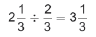 2 1/3 ÷ 2/3 = 3 1/3